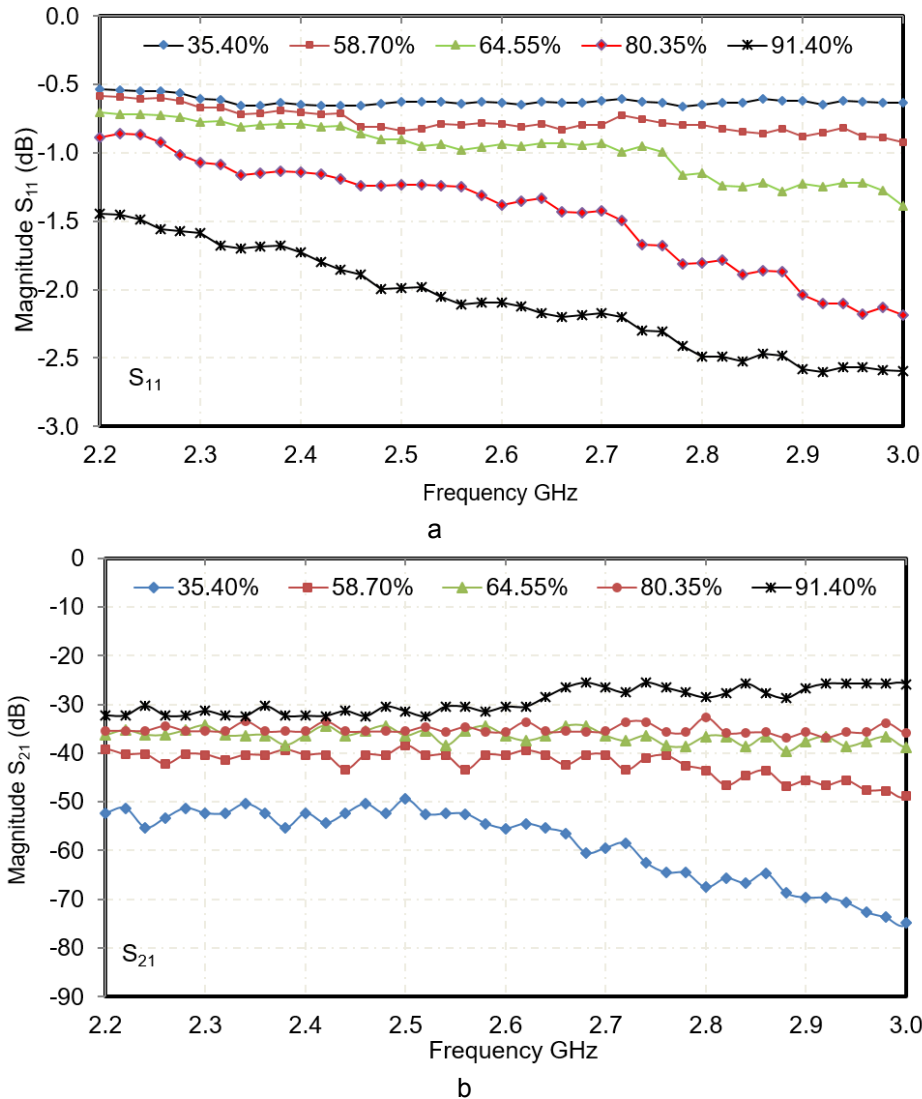 0.0
35.40% 58.70% 64.55% 80.35% 91.40%
-0.5
-1.0
-1.5
-2.0
-2.5
-3.0
Magnitude S₁₁ (dB)
S₁₁
2.2 2.3 2.4 2.5 2.6 2.7 2.8 2.9 3.0
Frequency GHz
a
0
35.40% 58.70% 64.55% 80.35% 91.40%
-10
-20
-30
-40
-50
-60
-70
-80
-90
Magnitude S₂₁ (dB)
S₂₁
2.2 2.3 2.4 2.5 2.6 2.7 2.8 2.9 3.0
Frequency GHz
b